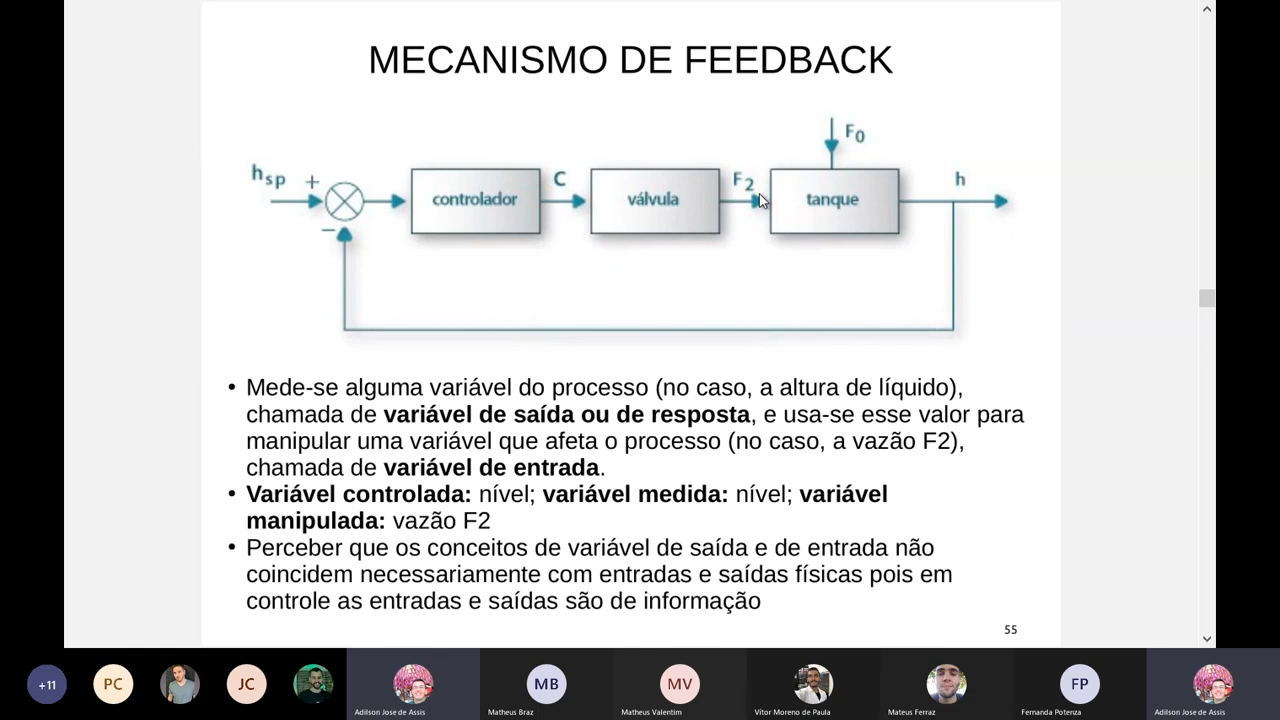 MECANISMO DE FEEDBACK
F0
hsp
+
controlador
C
válvula
F2
tanque
h
−
• Mede-se alguma variável do processo (no caso, a altura de líquido),
chamada de variável de saída ou de resposta, e usa-se esse valor para
manipular uma variável que afeta o processo (no caso, a vazão F2),
chamada de variável de entrada.
• Variável controlada: nível; variável medida: nível; variável
manipulada: vazão F2
• Perceber que os conceitos de variável de saída e de entrada não
coincidem necessariamente com entradas e saídas físicas pois em
controle as entradas e saídas são de informação
55
+11
PC
JC
MB
MV
FP
Adilson Jose de Assis
Matheus Braz
Matheus Valentim
Vítor Moreno de Paula
Mateus Ferraz
Fernanda Potenza
Adilson Jose de Assis